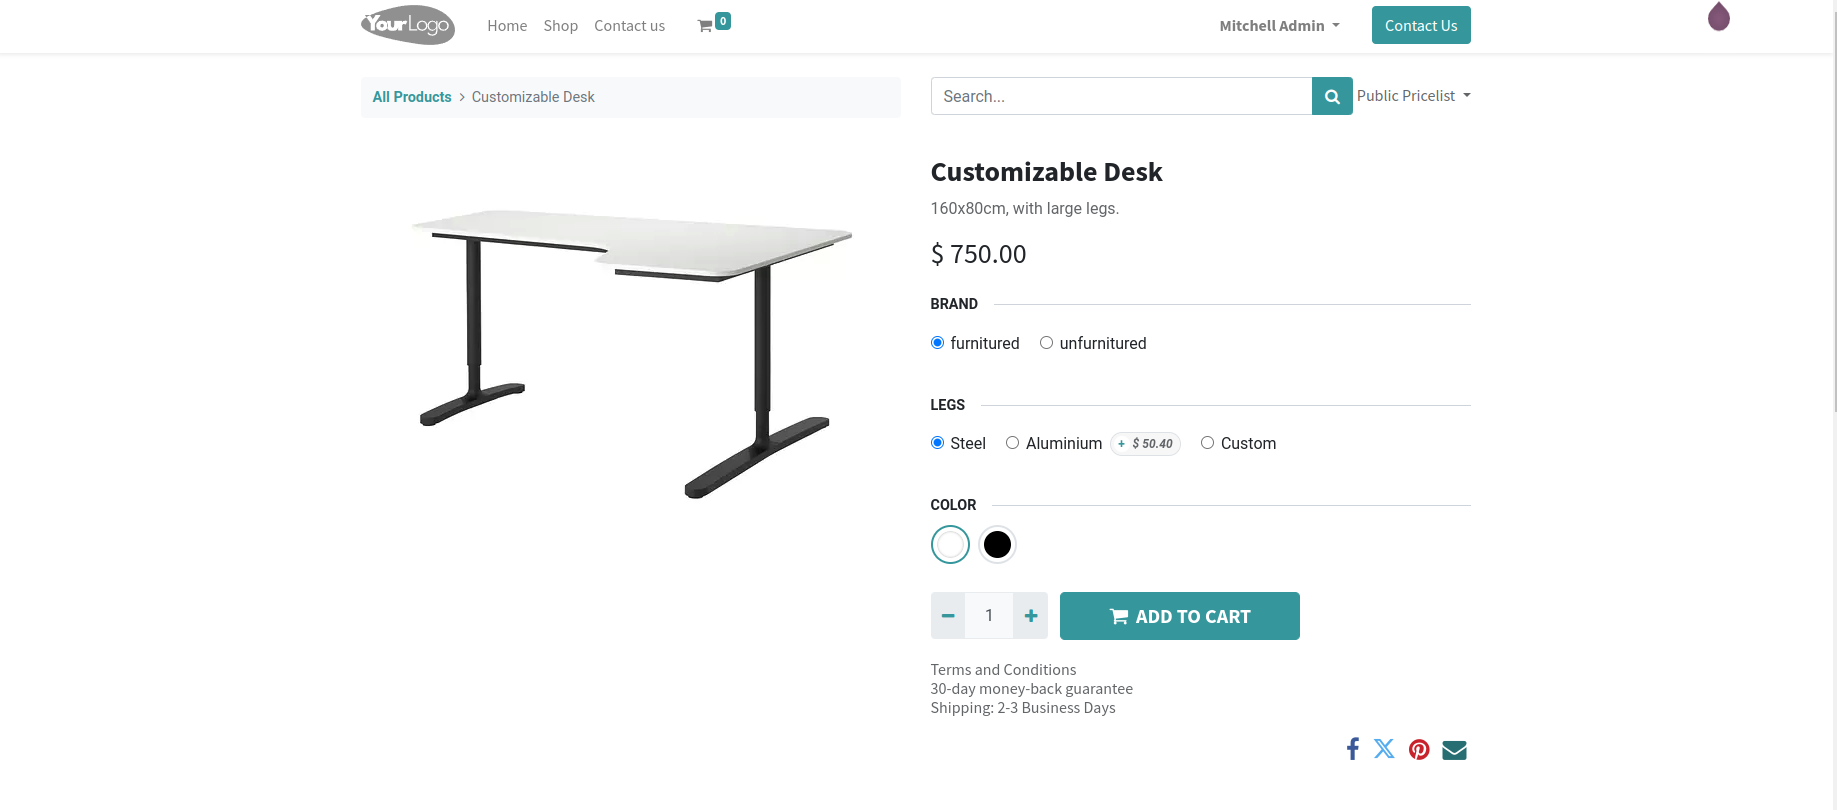 YourLogo Home Shop Contact us 0 Mitchell Admin Contact Us
All Products > Customizable Desk
Search... Public Pricelist
Customizable Desk
160x80cm, with large legs.
$ 750.00
BRAND
furnitured unfurnitured
LEGS
Steel Aluminium + $ 50.40 Custom
COLOR
1 ADD TO CART
Terms and Conditions
30-day money-back guarantee
Shipping: 2-3 Business Days